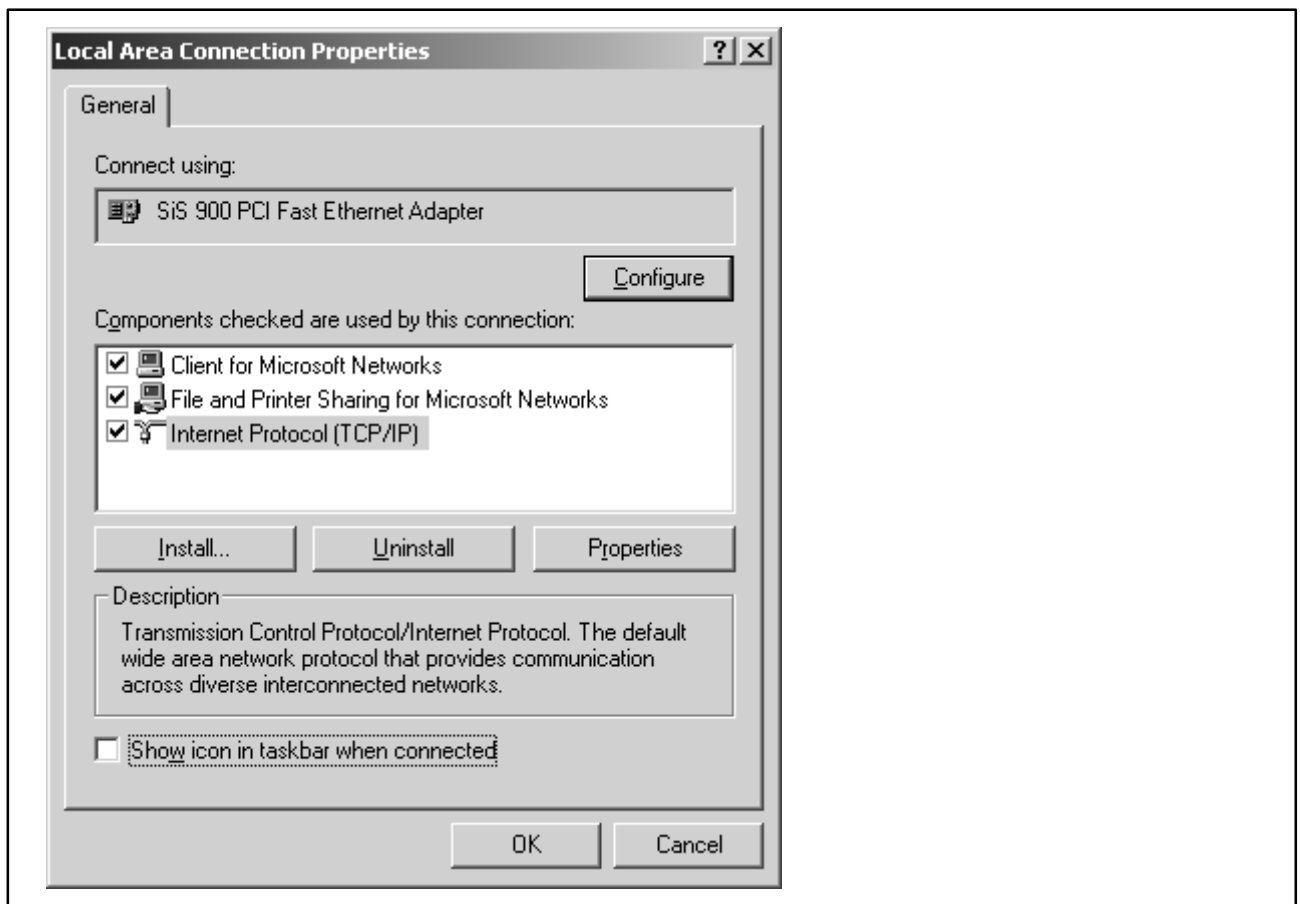 Local Area Connection Properties
General
Connect using:
SiS 900 PCI Fast Ethernet Adapter
Configure
Components checked are used by this connection:
Client for Microsoft Networks
File and Printer Sharing for Microsoft Networks
Internet Protocol (TCP/IP)
Install... Uninstall Properties
Description
Transmission Control Protocol/Internet Protocol. The default
wide area network protocol that provides communication
across diverse interconnected networks.
Show icon in taskbar when connected
OK Cancel